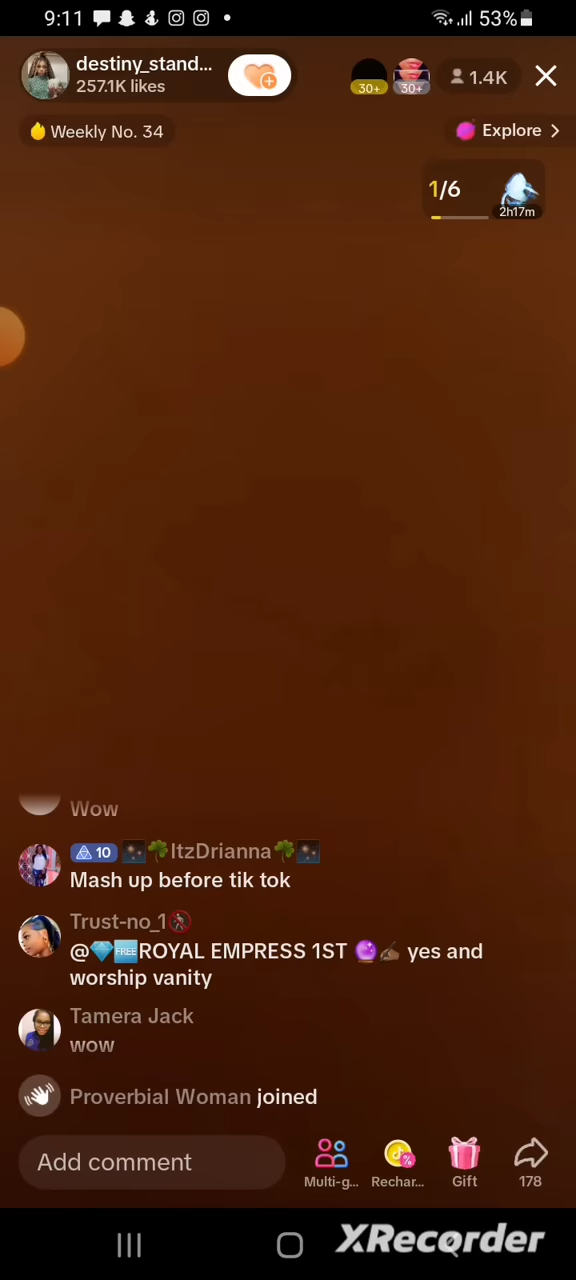 9:11
53%
destiny_stand...
257.1K likes
30+
30+
1.4K
Weekly No. 34
Explore
1/6
2h17m
Wow
10 ItzDrianna
Mash up before tik tok
Trust-no_1
@💎🆓ROYAL EMPRESS 1ST 🔮✍🏾 yes and
worship vanity
Tamera Jack
wow
Proverbial Woman joined
Add comment
Multi-g...
Rechar...
Gift
178
XRecorder